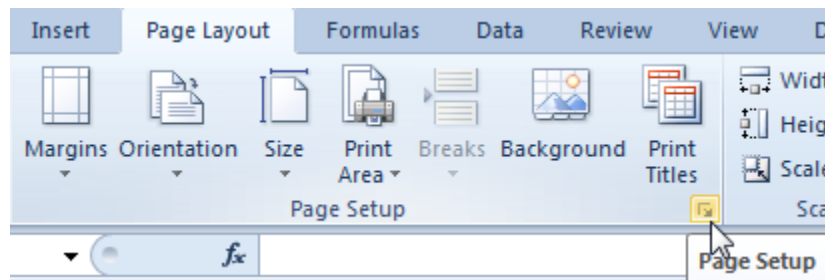 Insert Page Layout Formulas Data Review View
Margins Orientation Size Print Area Breaks Background Print Titles
Page Setup
fx
Page Setup